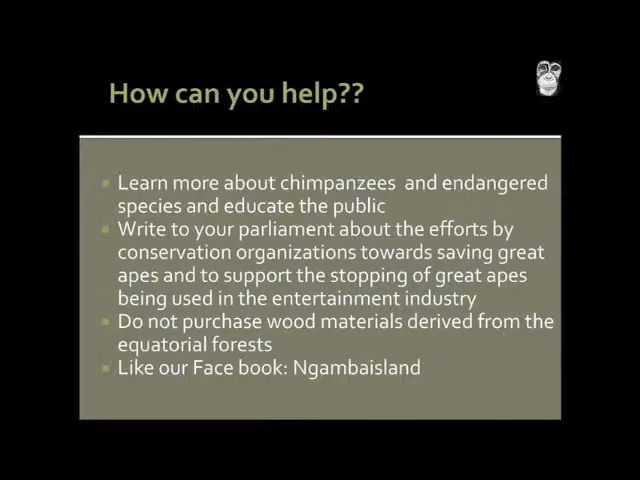 How can you help??
Learn more about chimpanzees and endangered
species and educate the public
Write to your parliament about the efforts by
conservation organizations towards saving great
apes and to support the stopping of great apes
being used in the entertainment industry
Do not purchase wood materials derived from the
equatorial forests
Like our Face book: Ngambaisland